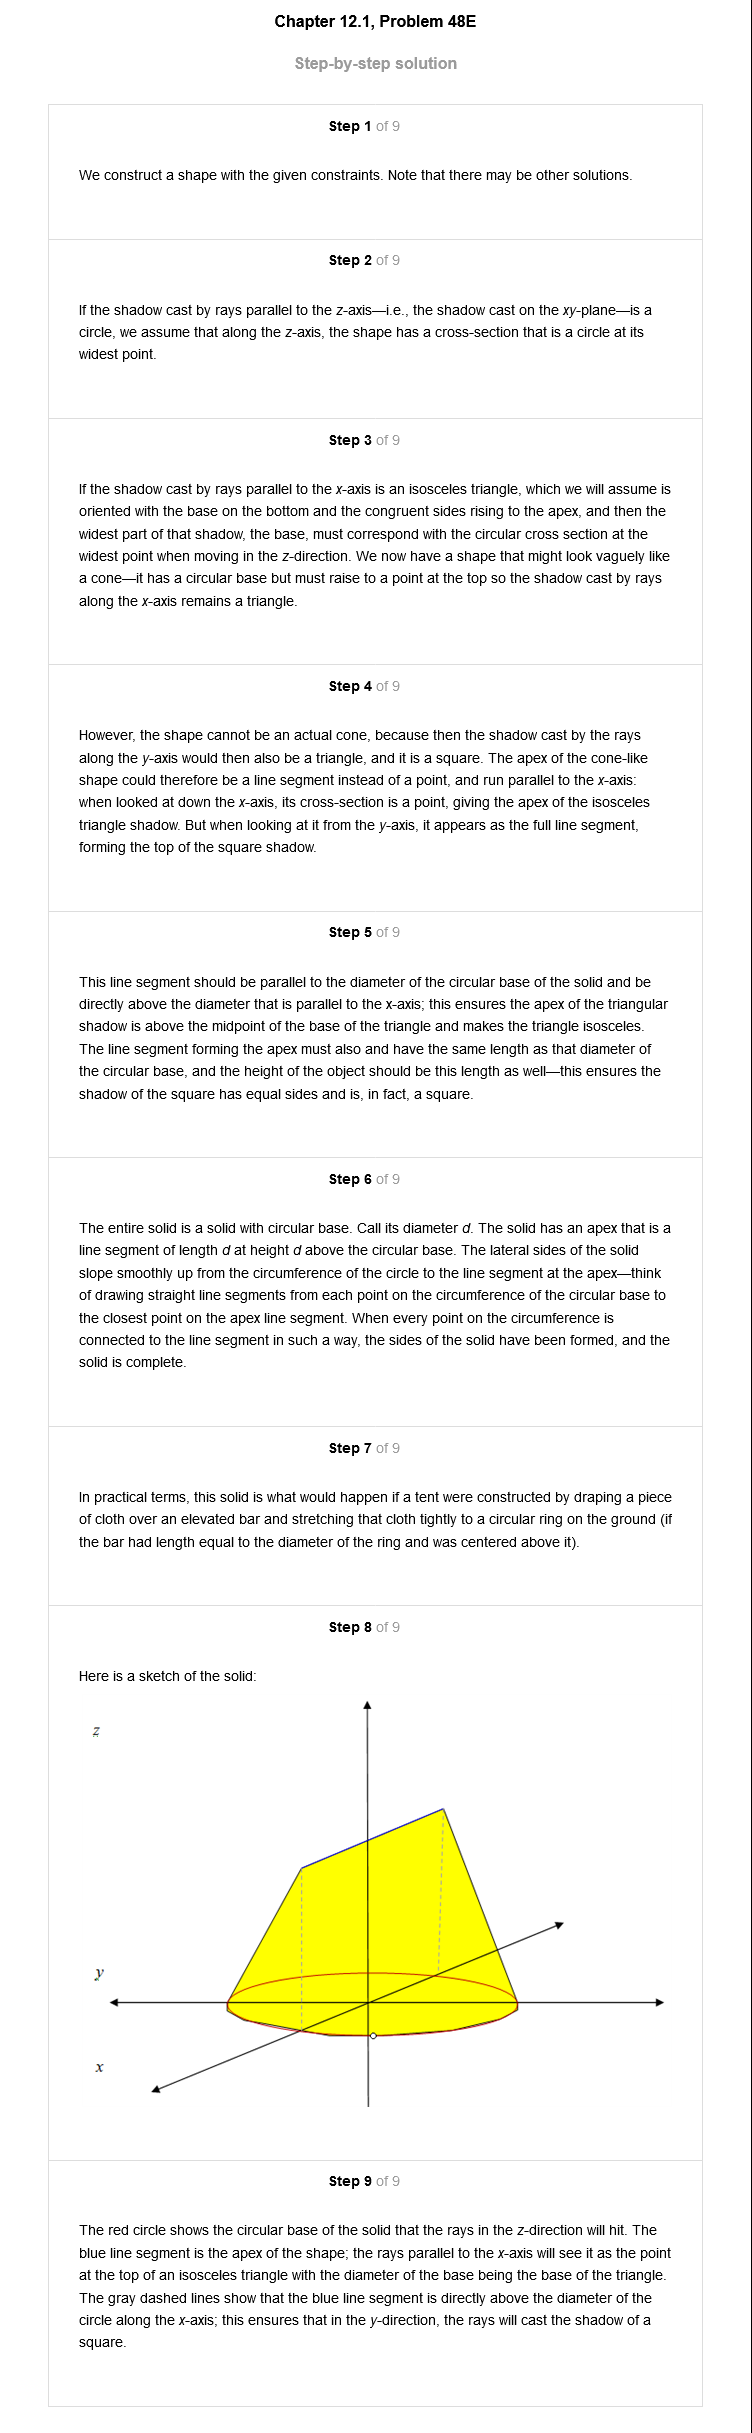 Chapter 12.1, Problem 48E
Step-by-step solution
Step 1 of 9
We construct a shape with the given constraints. Note that there may be other solutions.
Step 2 of 9
If the shadow cast by rays parallel to the z-axis—i.e., the shadow cast on the xy-plane—is a
circle, we assume that along the z-axis, the shape has a cross-section that is a circle at its
widest point.
Step 3 of 9
If the shadow cast by rays parallel to the x-axis is an isosceles triangle, which we will assume is
oriented with the base on the bottom and the congruent sides rising to the apex, and then the
widest part of that shadow, the base, must correspond with the circular cross section at the
widest point when moving in the z-direction. We now have a shape that might look vaguely like
a cone—it has a circular base but must raise to a point at the top so the shadow cast by rays
along the x-axis remains a triangle.
Step 4 of 9
However, the shape cannot be an actual cone, because then the shadow cast by the rays
along the y-axis would then also be a triangle, and it is a square. The apex of the cone-like
shape could therefore be a line segment instead of a point, and run parallel to the x-axis:
when looked at down the x-axis, its cross-section is a point, giving the apex of the isosceles
triangle shadow. But when looking at it from the y-axis, it appears as the full line segment,
forming the top of the square shadow.
Step 5 of 9
This line segment should be parallel to the diameter of the circular base of the solid and be
directly above the diameter that is parallel to the x-axis; this ensures the apex of the triangular
shadow is above the midpoint of the base of the triangle and makes the triangle isosceles.
The line segment forming the apex must also and have the same length as that diameter of
the circular base, and the height of the object should be this length as well—this ensures the
shadow of the square has equal sides and is, in fact, a square.
Step 6 of 9
The entire solid is a solid with circular base. Call its diameter d. The solid has an apex that is a
line segment of length d at height d above the circular base. The lateral sides of the solid
slope smoothly up from the circumference of the circle to the line segment at the apex—think
of drawing straight line segments from each point on the circumference of the circular base to
the closest point on the apex line segment. When every point on the circumference is
connected to the line segment in such a way, the sides of the solid have been formed, and the
solid is complete.
Step 7 of 9
In practical terms, this solid is what would happen if a tent were constructed by draping a piece
of cloth over an elevated bar and stretching that cloth tightly to a circular ring on the ground (if
the bar had length equal to the diameter of the ring and was centered above it).
Step 8 of 9
Here is a sketch of the solid:
z
y
x
Step 9 of 9
The red circle shows the circular base of the solid that the rays in the z-direction will hit. The
blue line segment is the apex of the shape; the rays parallel to the x-axis will see it as the point
at the top of an isosceles triangle with the diameter of the base being the base of the triangle.
The gray dashed lines show that the blue line segment is directly above the diameter of the
circle along the x-axis; this ensures that in the y-direction, the rays will cast the shadow of a
square.